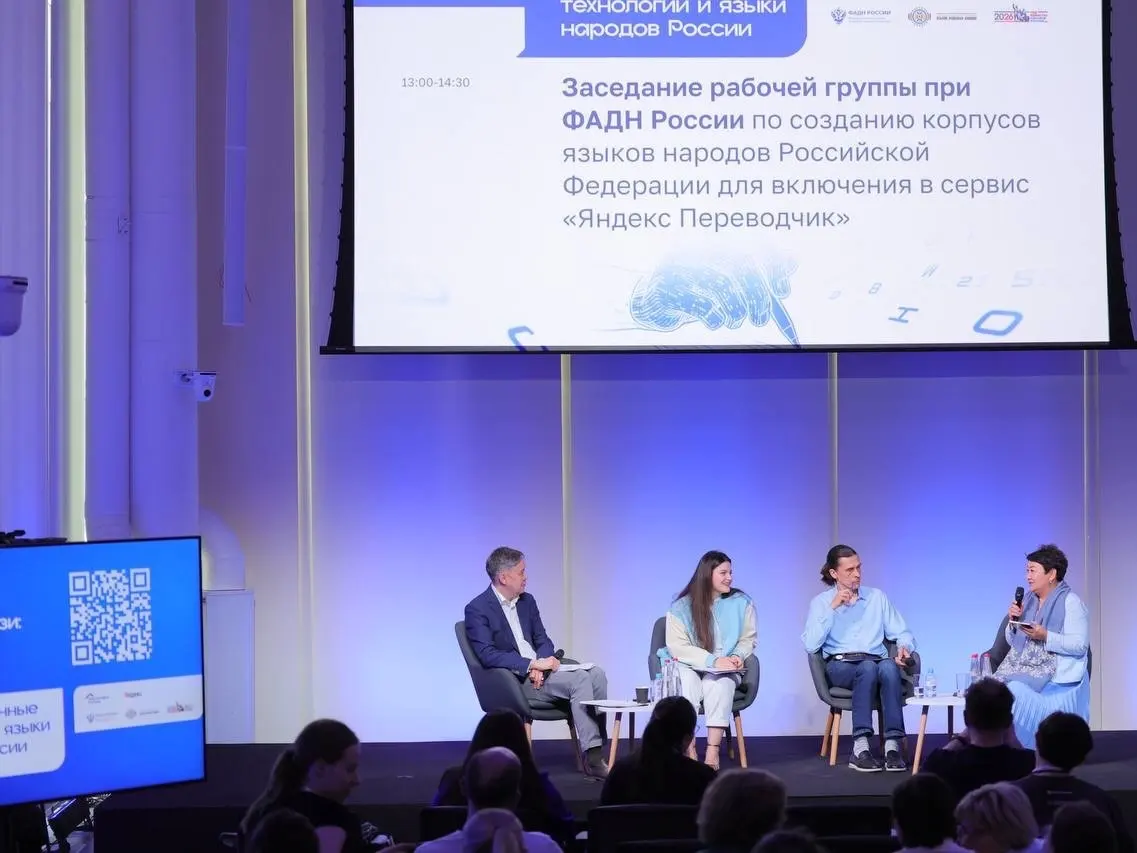 технологии и языки
народов России
ФАДН РОССИИ
2026
13:00-14:30
Заседание рабочей группы при
ФАДН России по созданию корпусов
языков народов Российской
Федерации для включения в сервис
«Яндекс Переводчик»